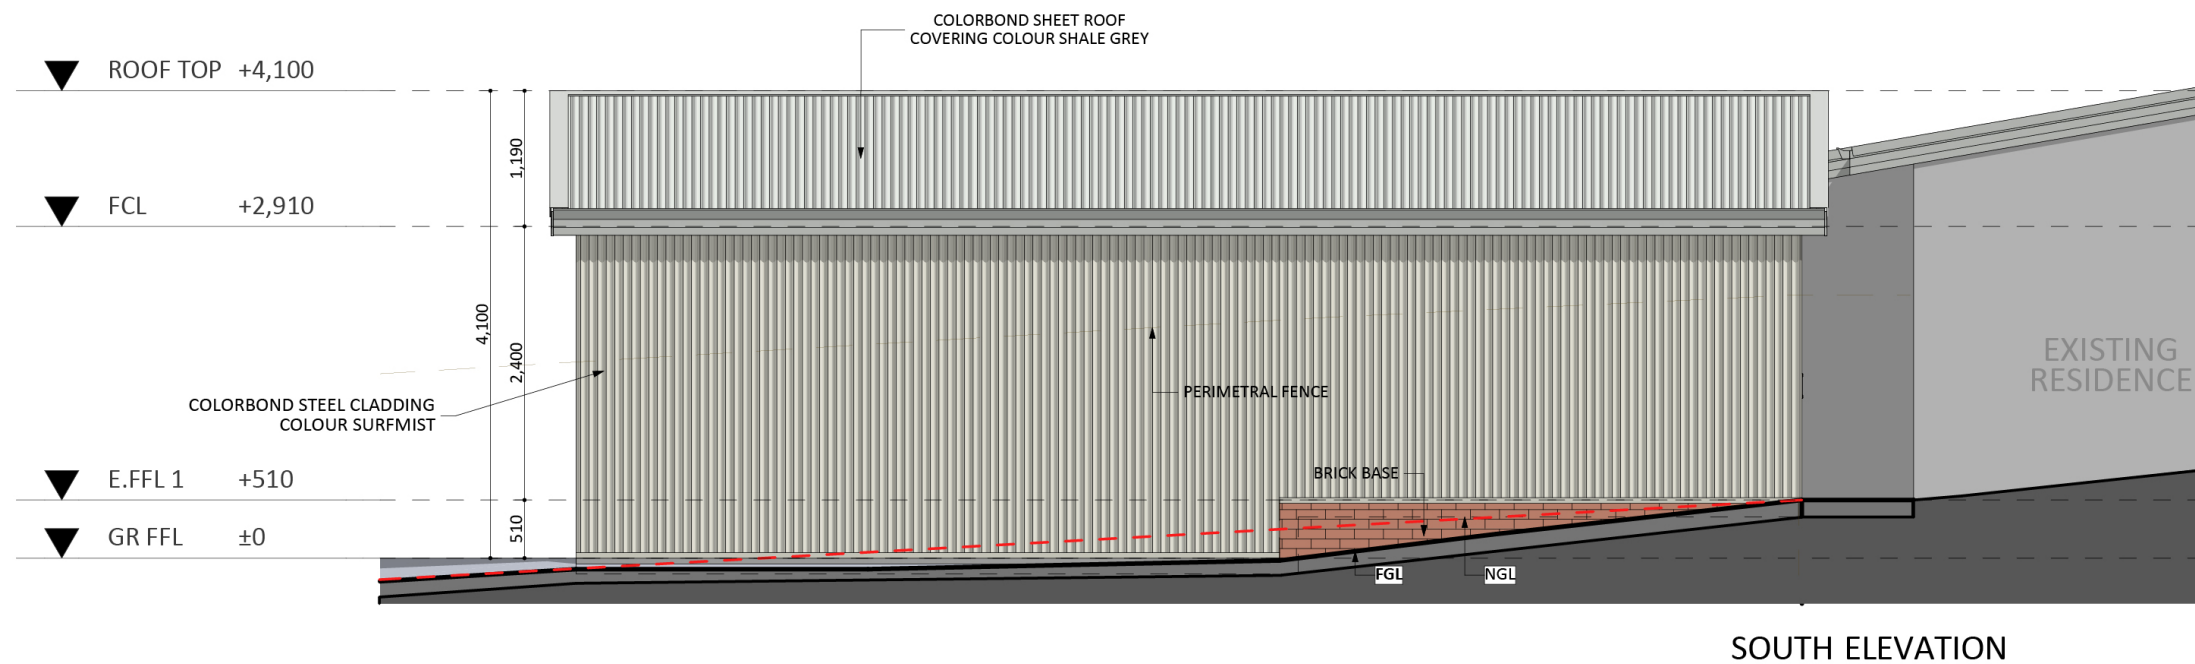 COLORBOND SHEET ROOF
COVERING COLOUR SHALE GREY
ROOF TOP +4,100
1,190
FCL +2,910
4,100
2,400
PERIMETRAL FENCE
COLORBOND STEEL CLADDING
COLOUR SURFMIST
EXISTING
RESIDENCE
BRICK BASE
E.FFL 1 +510
510
GR FFL ±0
FGL
NGL
SOUTH ELEVATION